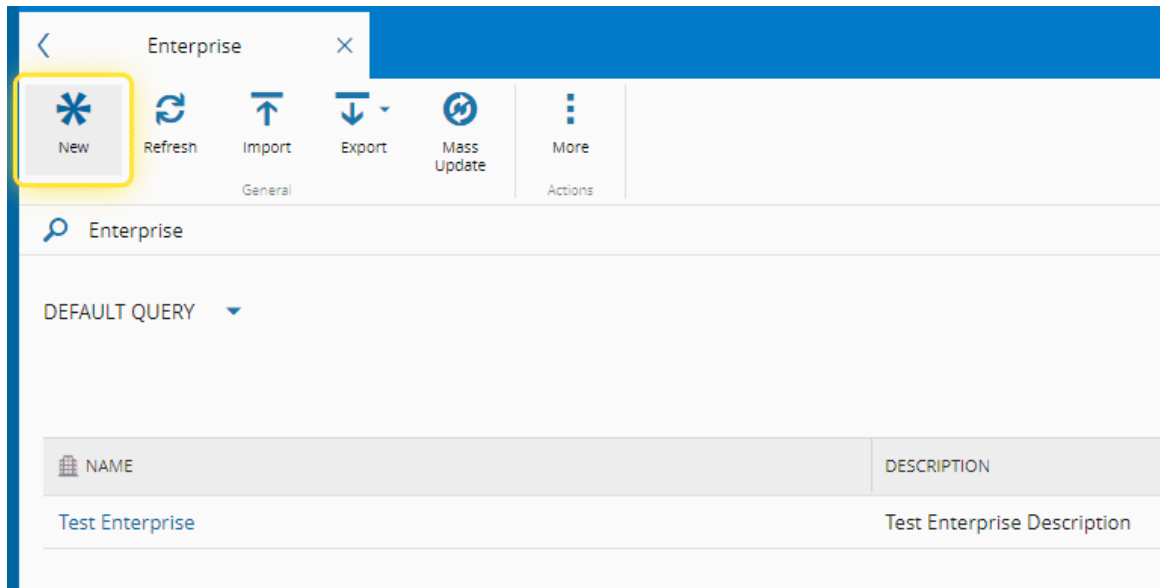 Enterprise
New Refresh Import Export Mass Update More
General Actions
Enterprise
DEFAULT QUERY
NAME DESCRIPTION
Test Enterprise Test Enterprise Description